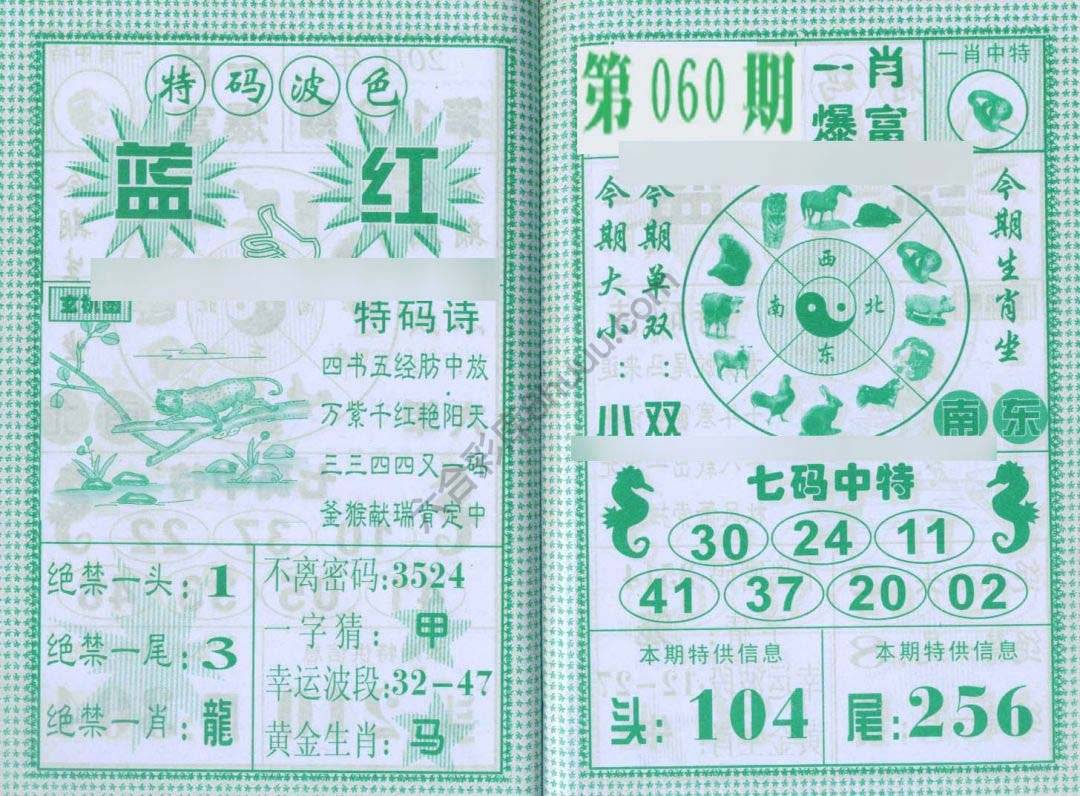 特码波色
蓝 红
特码诗
四书五经肪中放
万紫千红艳阳天
三三四四又一码
釜猴献瑞肯定中
绝禁一头:1
绝禁一尾:3
绝禁一肖:龍
不离密码:3524
一字猜:甲
幸运波段:32-47
黄金生肖:马
第060期
一肖爆富
一肖中特
今期大小:小
今期单双:双
西
南 北
东
今期生肖坐
南东
七码中特
30 24 11
41 37 20 02
本期特供信息
头:104
本期特供信息
尾:256